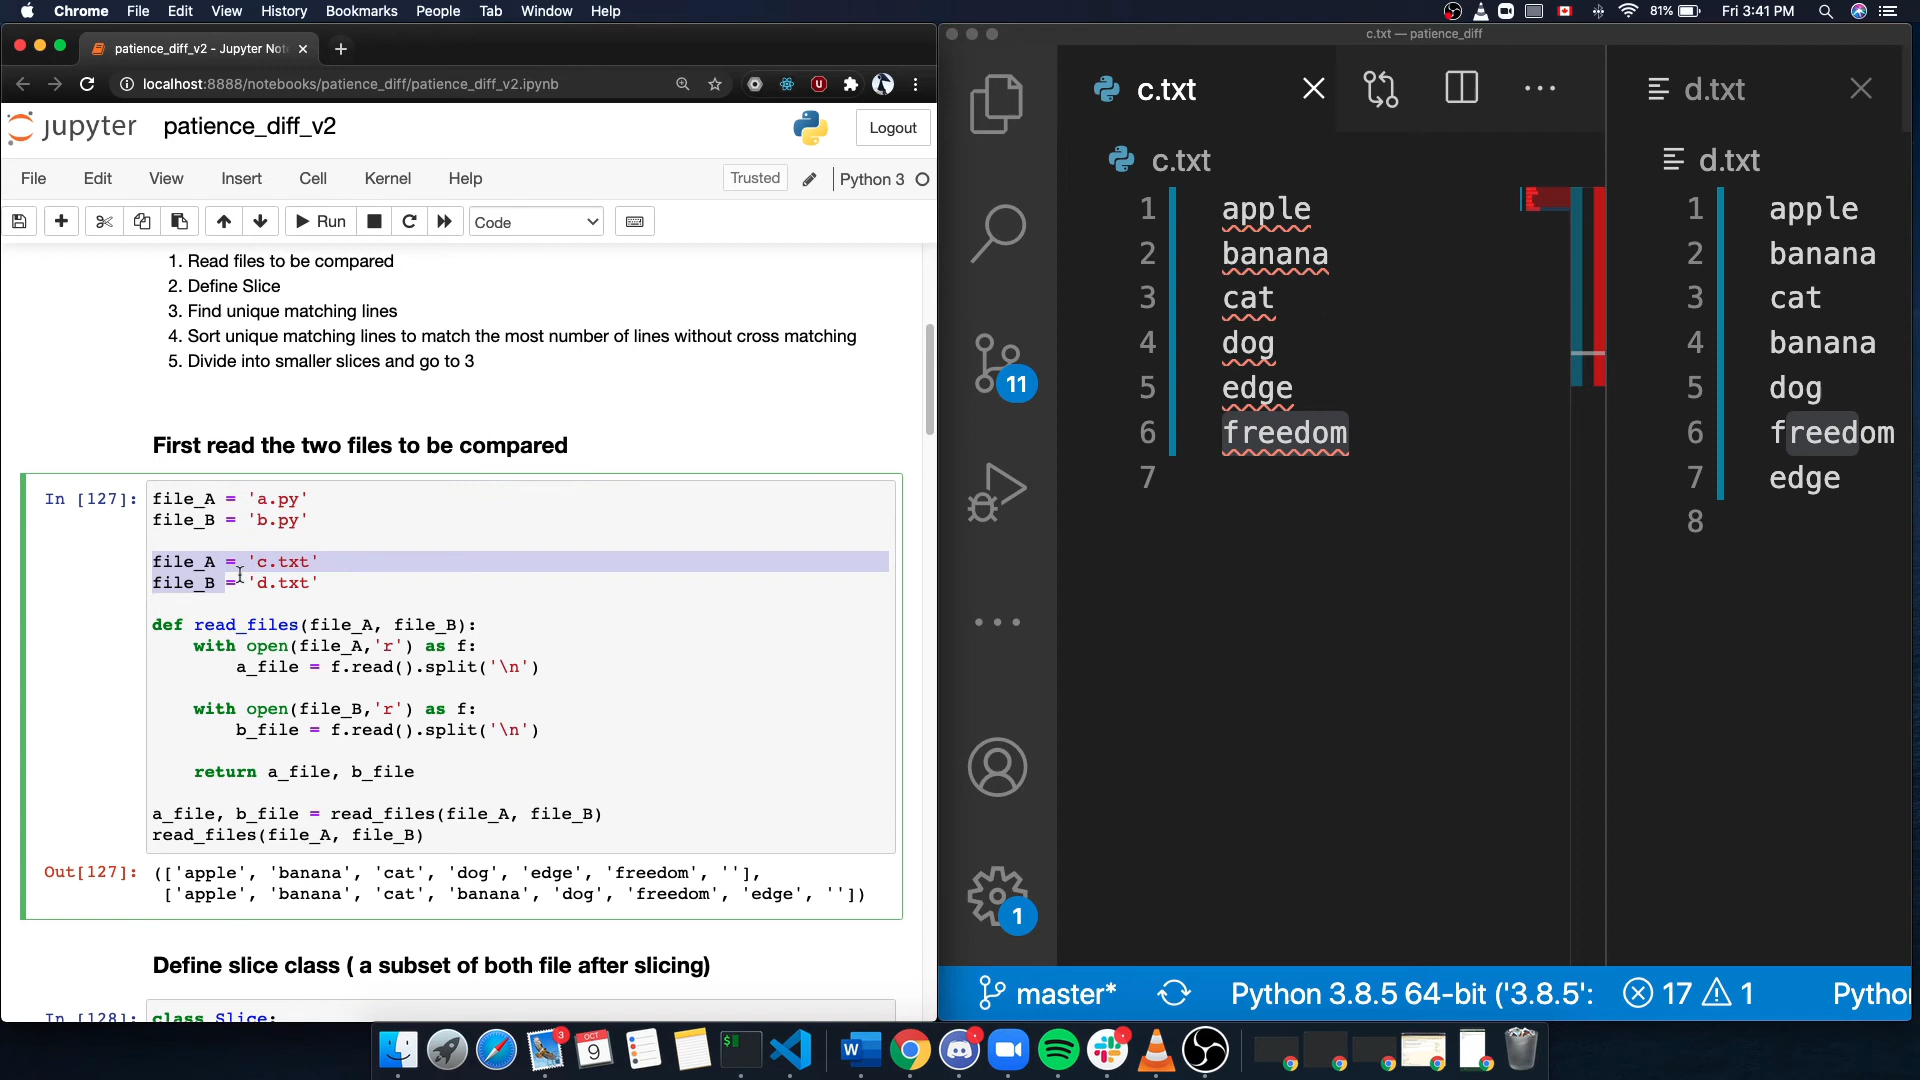 Chrome File Edit View History Bookmarks People Tab Window Help
81% Fri 3:41 PM
patience_diff_v2 - Jupyter Not
c.txt — patience_diff
localhost:8888/notebooks/patience_diff/patience_diff_v2.ipynb
jupyter patience_diff_v2
Logout
File Edit View Insert Cell Kernel Help
Trusted
Python 3
Run
Code
1. Read files to be compared
2. Define Slice
3. Find unique matching lines
4. Sort unique matching lines to match the most number of lines without cross matching
5. Divide into smaller slices and go to 3
First read the two files to be compared
In [127]: file_A = 'a.py'
file_B = 'b.py'
file_A = 'c.txt'
file_B = 'd.txt'
def read_files(file_A, file_B):
with open(file_A,'r') as f:
a_file = f.read().split('\n')
with open(file_B,'r') as f:
b_file = f.read().split('\n')
return a_file, b_file
a_file, b_file = read_files(file_A, file_B)
read_files(file_A, file_B)
Out[127]: (['apple', 'banana', 'cat', 'dog', 'edge', 'freedom', ''],
['apple', 'banana', 'cat', 'banana', 'dog', 'freedom', 'edge', ''])
Define slice class ( a subset of both file after slicing)
In [128]: class Slice:
c.txt
c.txt
1 apple
2 banana
3 cat
4 dog
5 edge
6 freedom
7
d.txt
d.txt
1 apple
2 banana
3 cat
4 banana
5 dog
6 freedom
7 edge
8
11
1
master* Python 3.8.5 64-bit ('3.8.5': 17 1 Pytho
3
OCT
9
$
W